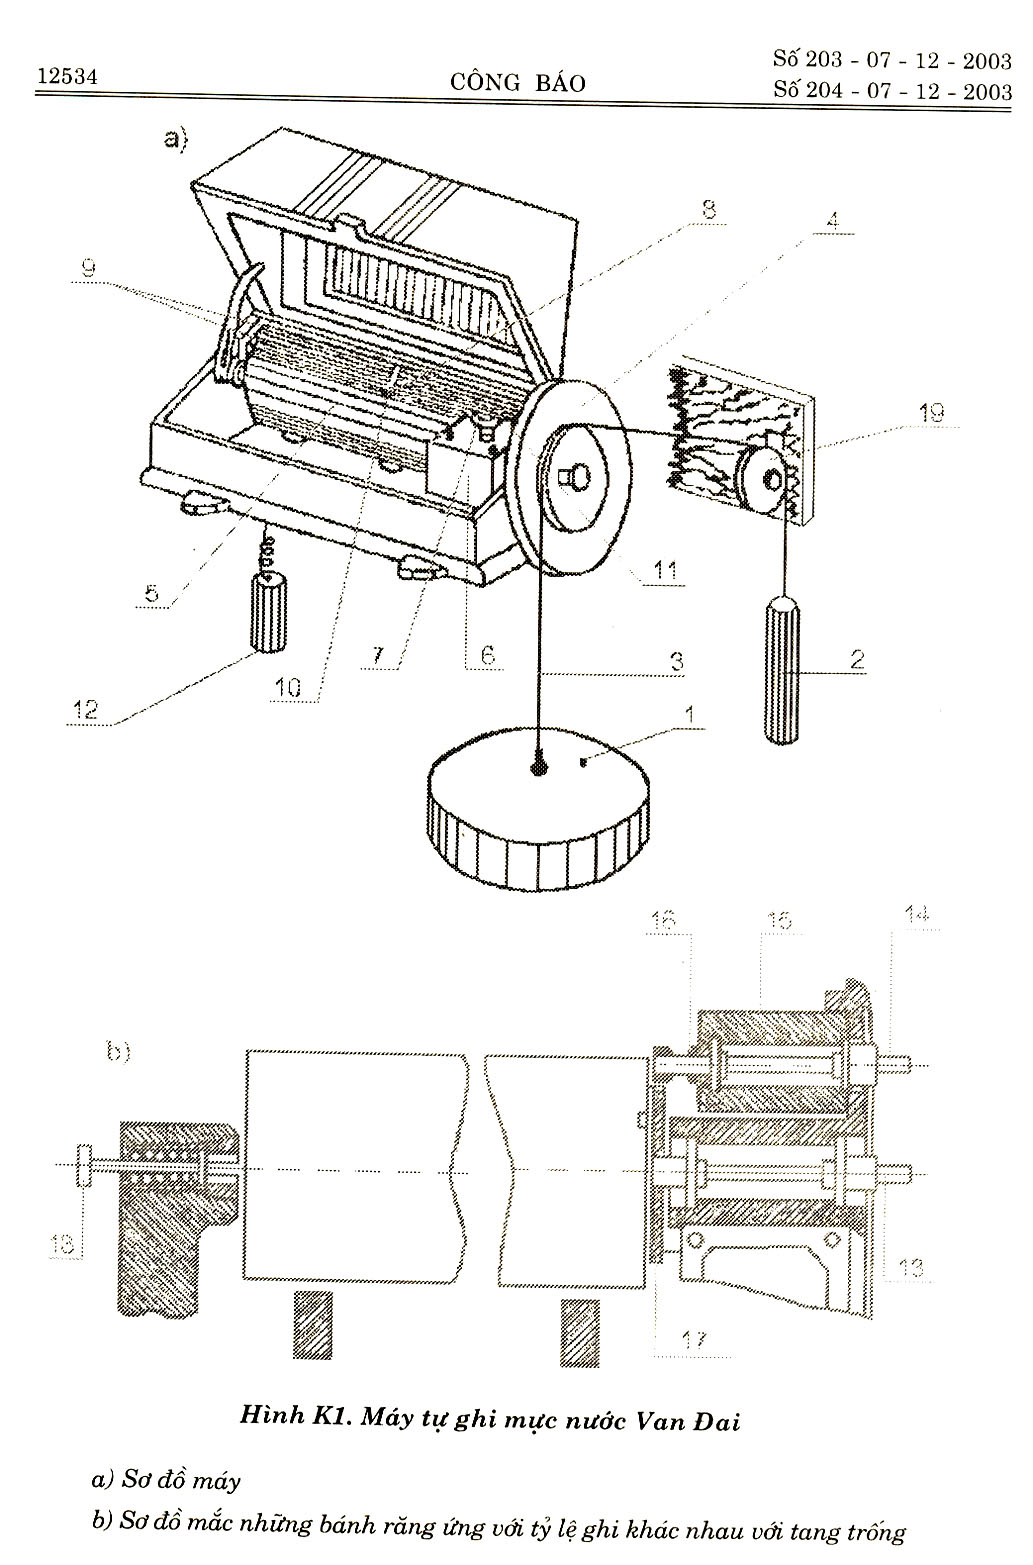 12534
CÔNG BÁO
Số 203 - 07 - 12 - 2003
Số 204 - 07 - 12 - 2003
a)
8
4
9
19
5
11
7
6
3
2
10
12
1
16
15
14
b)
18
13
17
Hình K1. Máy tự ghi mực nước Van Đai
a) Sơ đồ máy
b) Sơ đồ mắc những bánh răng ứng với tỷ lệ ghi khác nhau với tang trống